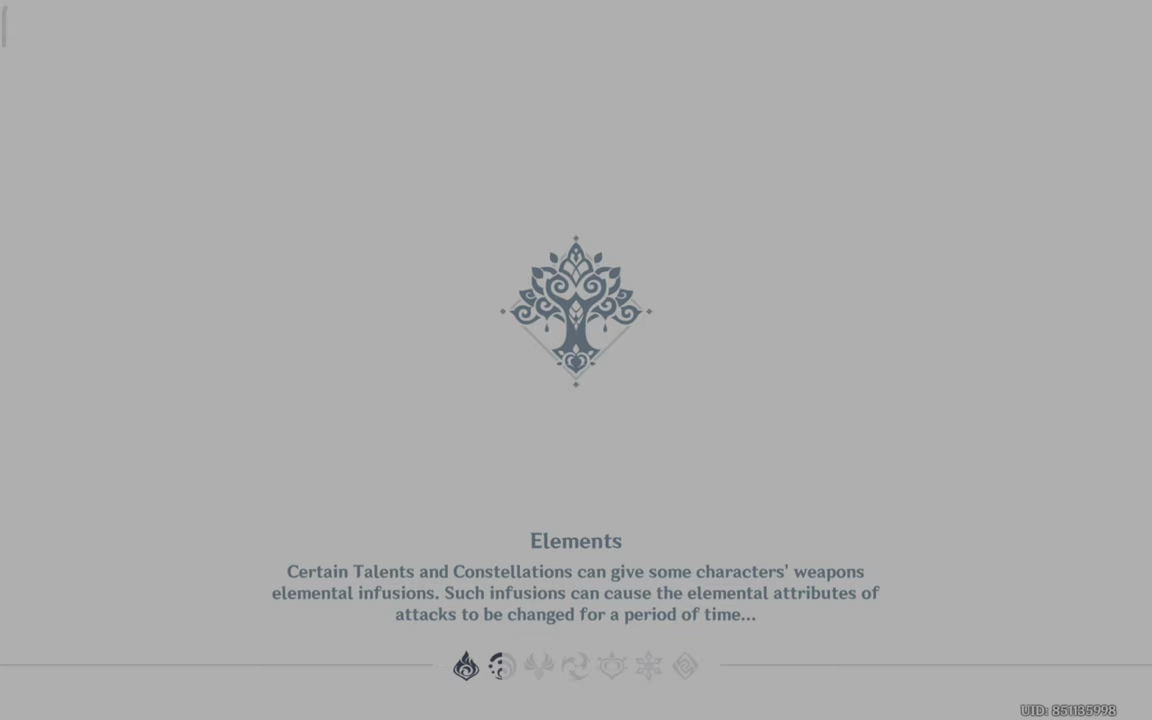 Elements
Certain Talents and Constellations can give some characters' weapons
elemental infusions. Such infusions can cause the elemental attributes of
attacks to be changed for a period of time...
UID: 851135998